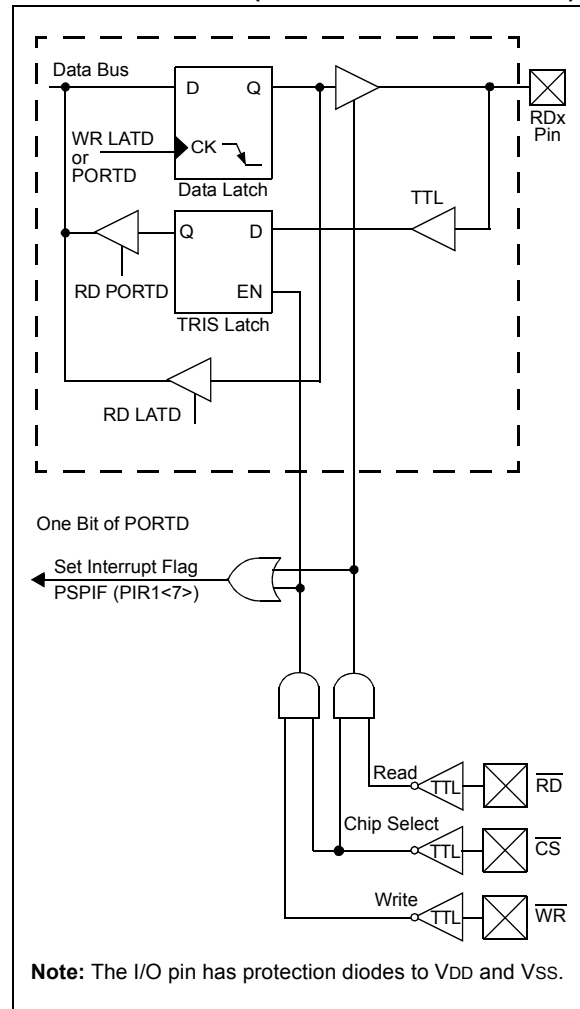 Data Bus
D Q
RDx
Pin
WR LATD
or
PORTD
CK
Data Latch
TTL
Q D
RD PORTD
EN
TRIS Latch
RD LATD
One Bit of PORTD
Set Interrupt Flag
PSPIF (PIR1<7>)
Read
TTL
RD
Chip Select
TTL
CS
Write
TTL
WR
Note: The I/O pin has protection diodes to VDD and VSS.